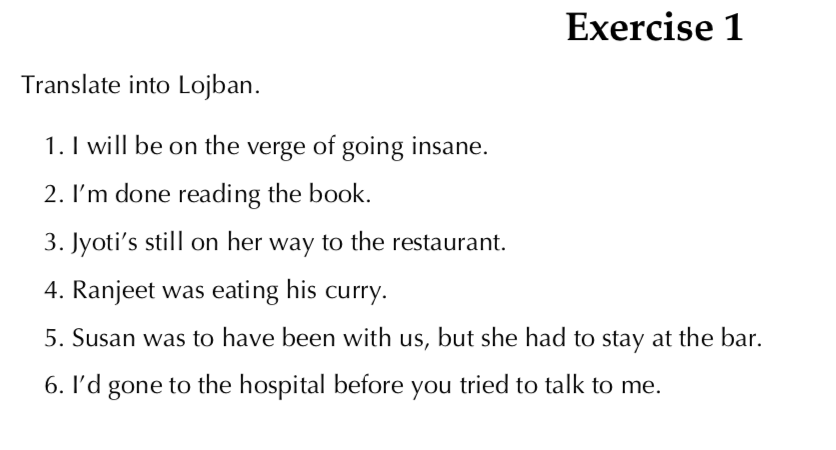 Exercise 1
Translate into Lojban.
1. I will be on the verge of going insane.
2. I’m done reading the book.
3. Jyoti’s still on her way to the restaurant.
4. Ranjeet was eating his curry.
5. Susan was to have been with us, but she had to stay at the bar.
6. I’d gone to the hospital before you tried to talk to me.